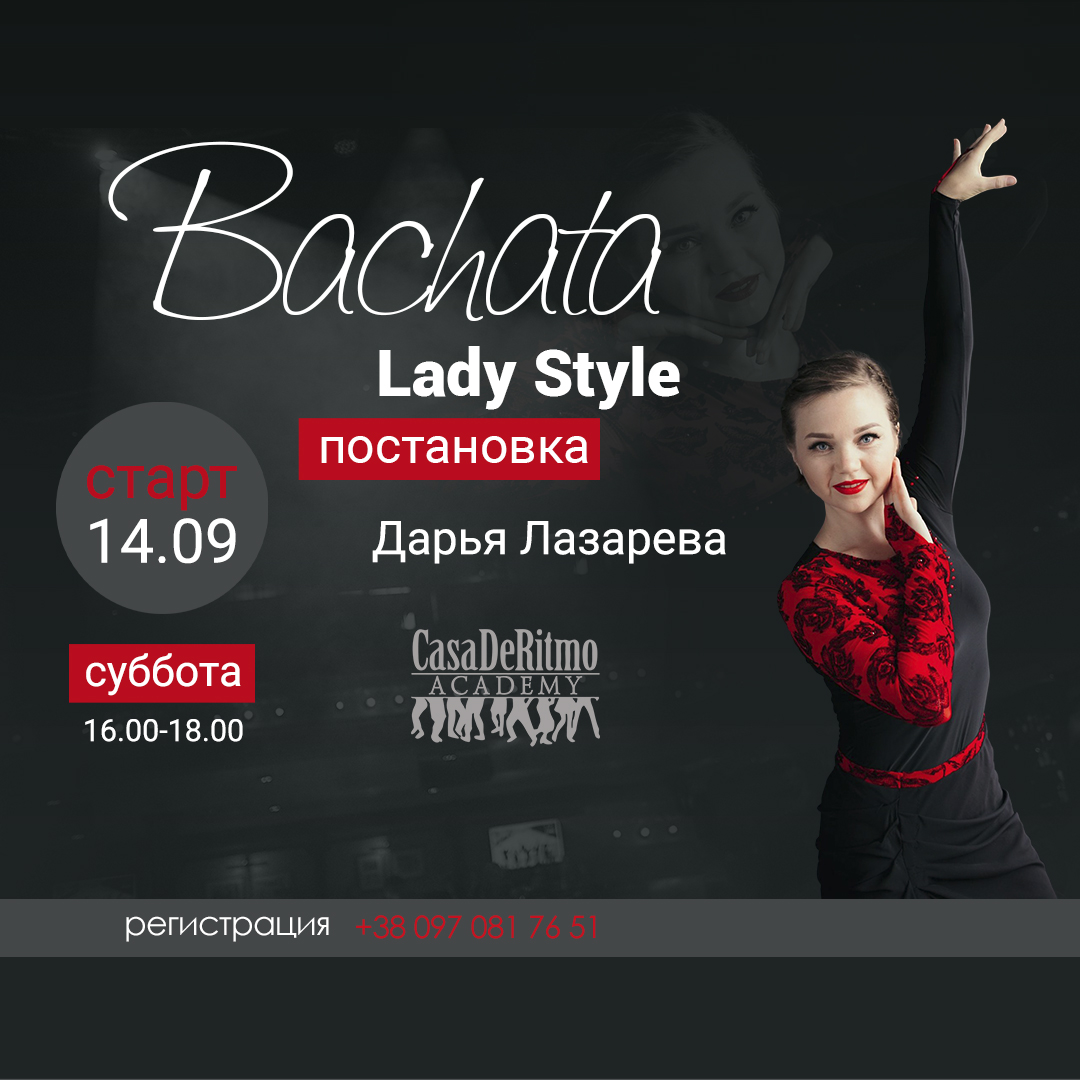 Bachata
Lady Style
постановка
старт
14.09
Дарья Лазарева
суббота
16.00-18.00
CasaDeRitmo
ACADEMY
регистрация +38 097 081 76 51